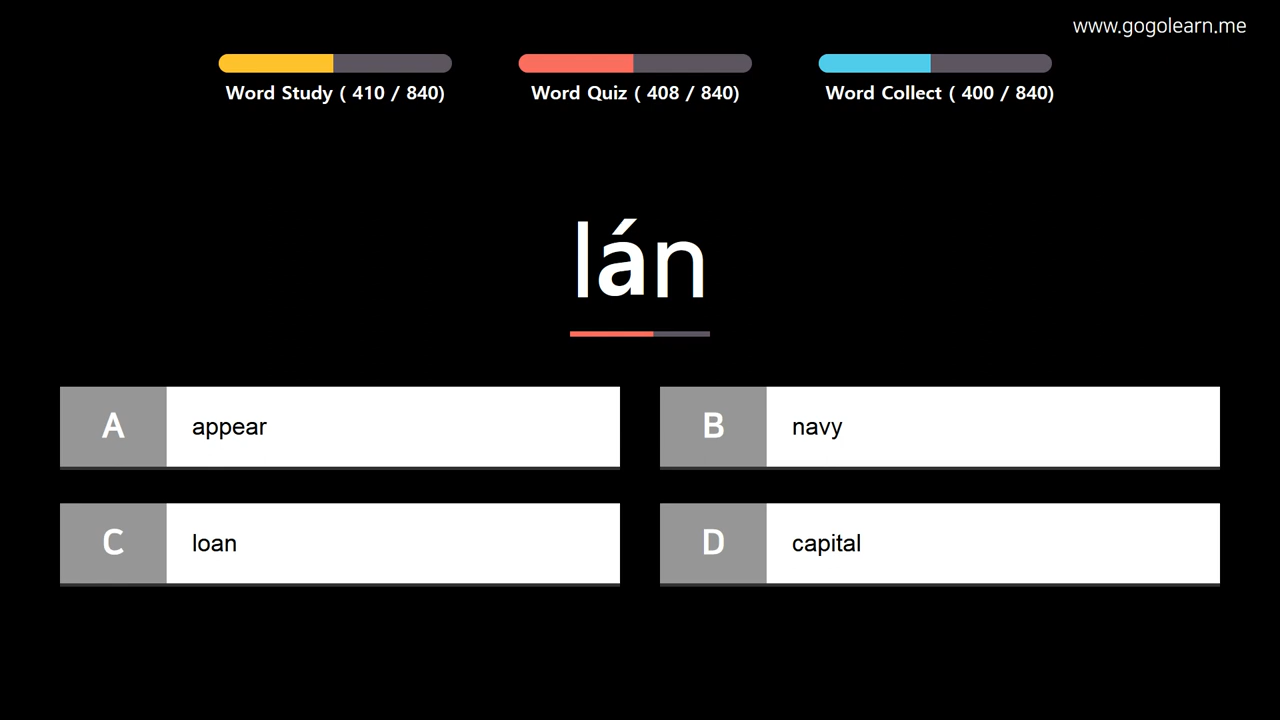 www.gogolearn.me
Word Study ( 410 / 840)
Word Quiz ( 408 / 840)
Word Collect ( 400 / 840)
lán
A appear
B navy
C loan
D capital